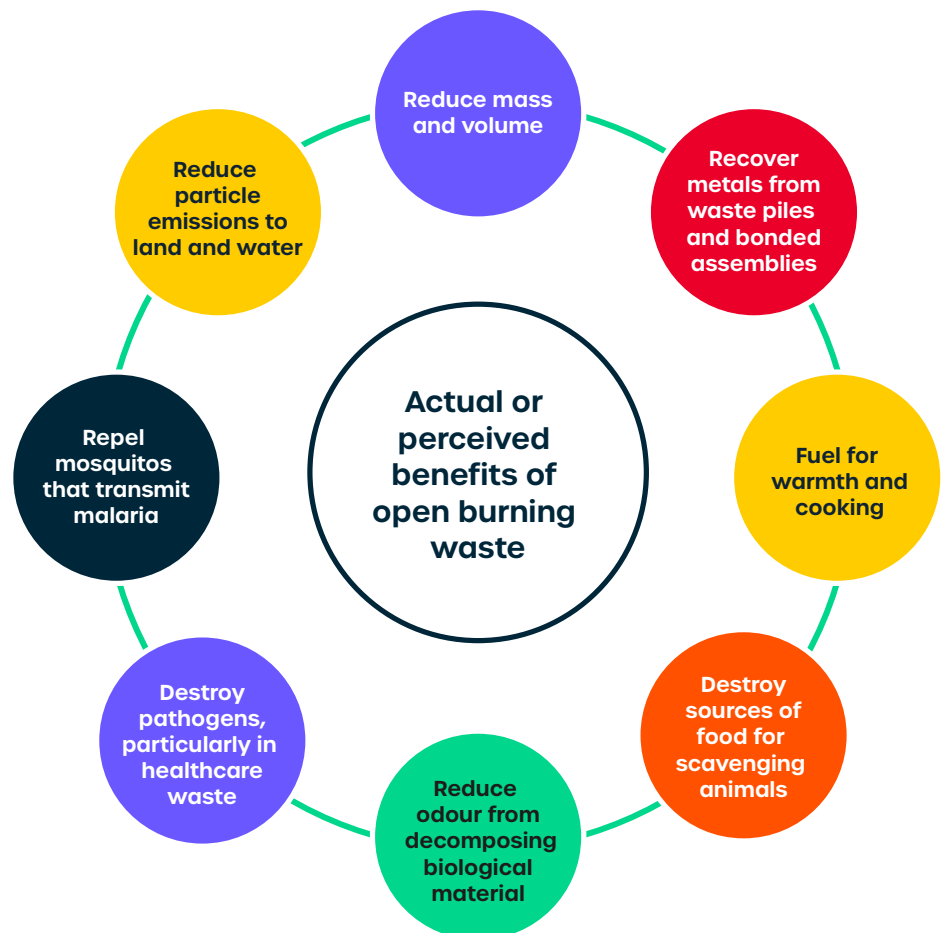 Reduce mass
and volume
Recover
metals from
waste piles
and bonded
assemblies
Fuel for
warmth and
cooking
Destroy
sources of
food for
scavenging
animals
Reduce
odour from
decomposing
biological
material
Destroy
pathogens,
particularly in
healthcare
waste
Repel
mosquitos
that transmit
malaria
Reduce
particle
emissions to
land and water
Actual or
perceived
benefits of
open burning
waste